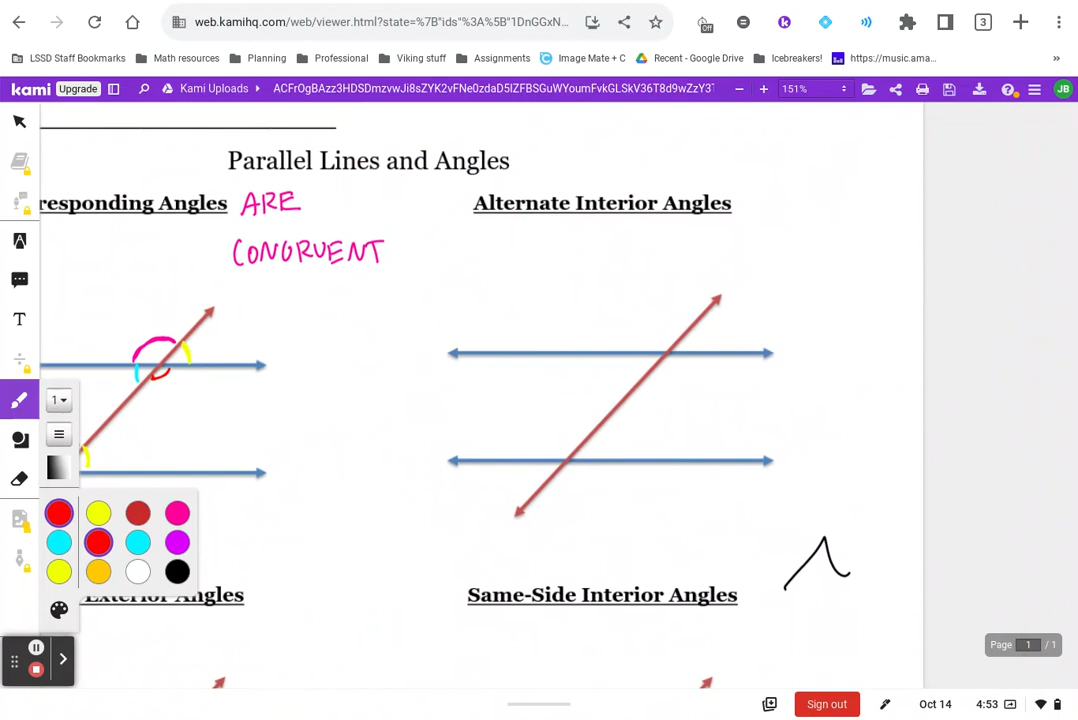 web.kamihq.com/web/viewer.html?state=%7B"ids"%3A%5B"1DnGGxN...
Off
3
LSSD Staff Bookmarks
Math resources
Planning
Professional
Viking stuff
Assignments
Image Mate + C
Recent - Google Drive
Icebreakers!
https://music.ama...
»
kami
Upgrade
Kami Uploads
151%
JB
Parallel Lines and Angles
responding Angles
ARE
CONGRUENT
Alternate Interior Angles
T
1
Exterior Angles
Same-Side Interior Angles
Page 1 / 1
Sign out
Oct 14
4:53